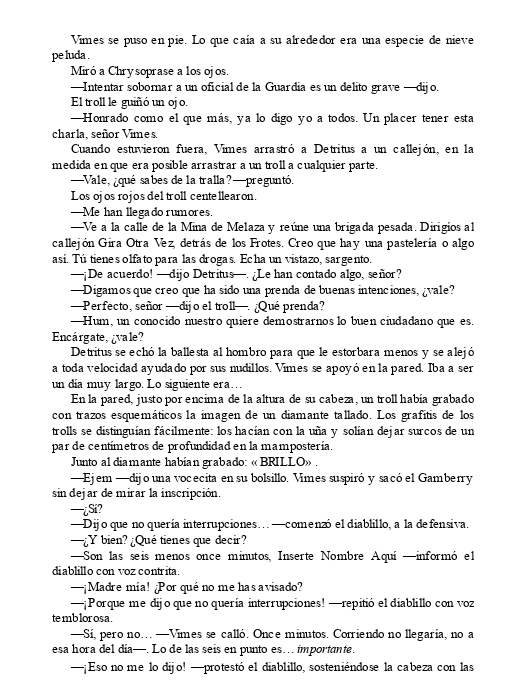 Vimes se puso en pie. Lo que caía a su alrededor era una especie de nieve
peluda.
Miró a Chrysoprase a los ojos.
—Intentar sobornar a un oficial de la Guardia es un delito grave —dijo.
El troll le guiñó un ojo.
—Honrado como el que más, ya lo digo yo a todos. Un placer tener esta
charla, señor Vimes.
Cuando estuvieron fuera, Vimes arrastró a Detritus a un callejón, en la
medida en que era posible arrastrar a un troll a cualquier parte.
—Vale, ¿qué sabes de la tralla? —preguntó.
Los ojos rojos del troll centellearon.
—Me han llegado rumores.
—Ve a la calle de la Mina de Melaza y reúne una brigada pesada. Dirigíos al
callejón Gira Otra Vez, detrás de los Frotes. Creo que hay una pastelería o algo
así. Tú tienes olfato para las drogas. Echa un vistazo, sargento.
—¡De acuerdo! —dijo Detritus—. ¿Le han contado algo, señor?
—Digamos que creo que ha sido una prenda de buenas intenciones, ¿vale?
—Perfecto, señor —dijo el troll—. ¿Qué prenda?
—Hum, un conocido nuestro quiere demostrarnos lo buen ciudadano que es.
Encárgate, ¿vale?
Detritus se echó la ballesta al hombro para que le estorbara menos y se alejó
a toda velocidad ayudado por sus nudillos. Vimes se apoyó en la pared. Iba a ser
un día muy largo. Lo siguiente era…
En la pared, justo por encima de la altura de su cabeza, un troll había grabado
con trazos esquemáticos la imagen de un diamante tallado. Los grafitis de los
trolls se distinguían fácilmente: los hacían con la uña y solían dejar surcos de un
par de centímetros de profundidad en la mampostería.
Junto al diamante habían grabado: «BRILLO» .
—Ejem —dijo una vocecita en su bolsillo. Vimes suspiró y sacó el Gamberry
sin dejar de mirar la inscripción.
—¿Sí?
—Dijo que no quería interrupciones… —comenzó el diablillo, a la defensiva.
—¿Y bien? ¿Qué tienes que decir?
—Son las seis menos once minutos, Inserte Nombre Aquí —informó el
diablillo con voz contrita.
—¡Madre mía! ¿Por qué no me has avisado?
—¡Porque me dijo que no quería interrupciones! —repitió el diablillo con voz
temblorosa.
—Sí, pero no… —Vimes se calló. Once minutos. Corriendo no llegaría, no a
esa hora del día—. Lo de las seis en punto es… importante.
—¡Eso no me lo dijo! —protestó el diablillo, sosteniéndose la cabeza con las